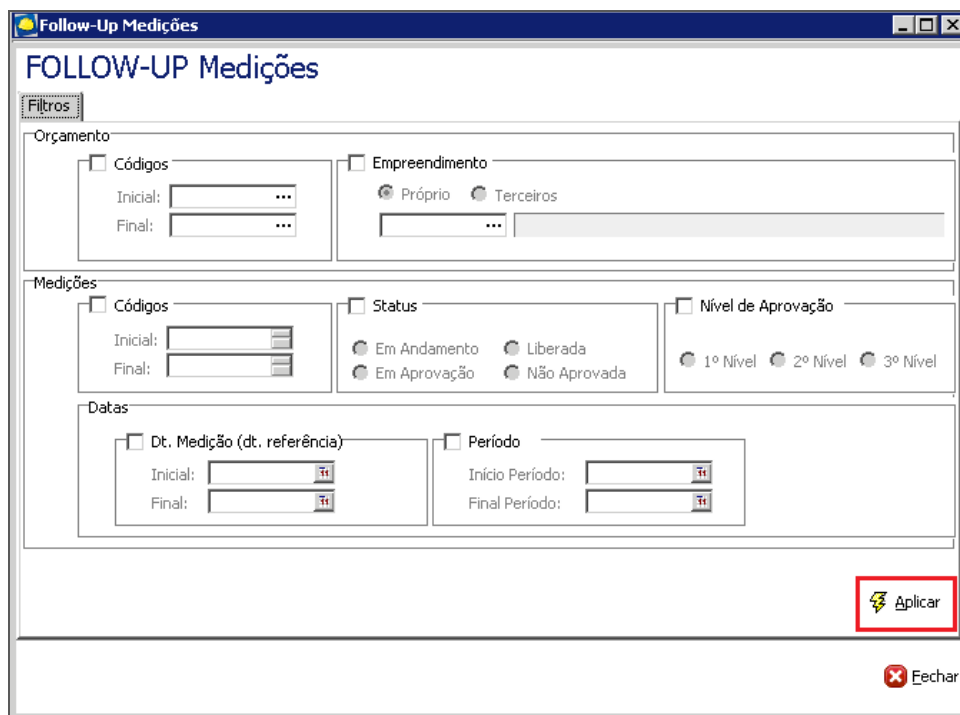 Follow-Up Medições
FOLLOW-UP Medições
Filtros
Orçamento
Códigos
Inicial:
Final:
Empreendimento
Próprio Terceiros
Medições
Códigos
Inicial:
Final:
Status
Em Andamento Liberada
Em Aprovação Não Aprovada
Nível de Aprovação
1º Nível 2º Nível 3º Nível
Datas
Dt. Medição (dt. referência)
Inicial:
Final:
Período
Início Período:
Final Período:
Aplicar
Fechar